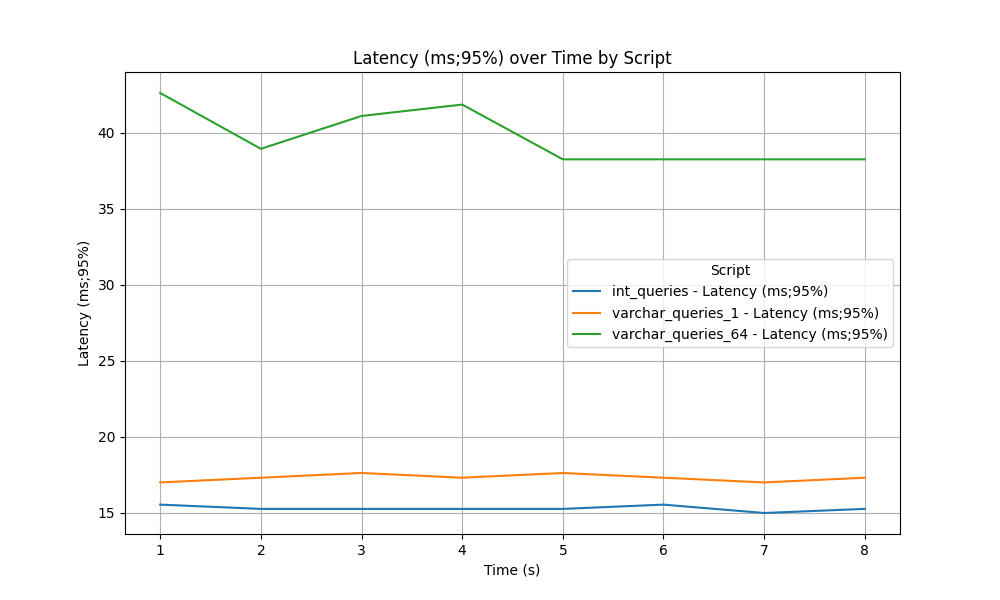 Latency (ms;95%) over Time by Script
Latency (ms;95%)
40
35
30
25
20
15
Script
int_queries - Latency (ms;95%)
varchar_queries_1 - Latency (ms;95%)
varchar_queries_64 - Latency (ms;95%)
1 2 3 4 5 6 7 8
Time (s)